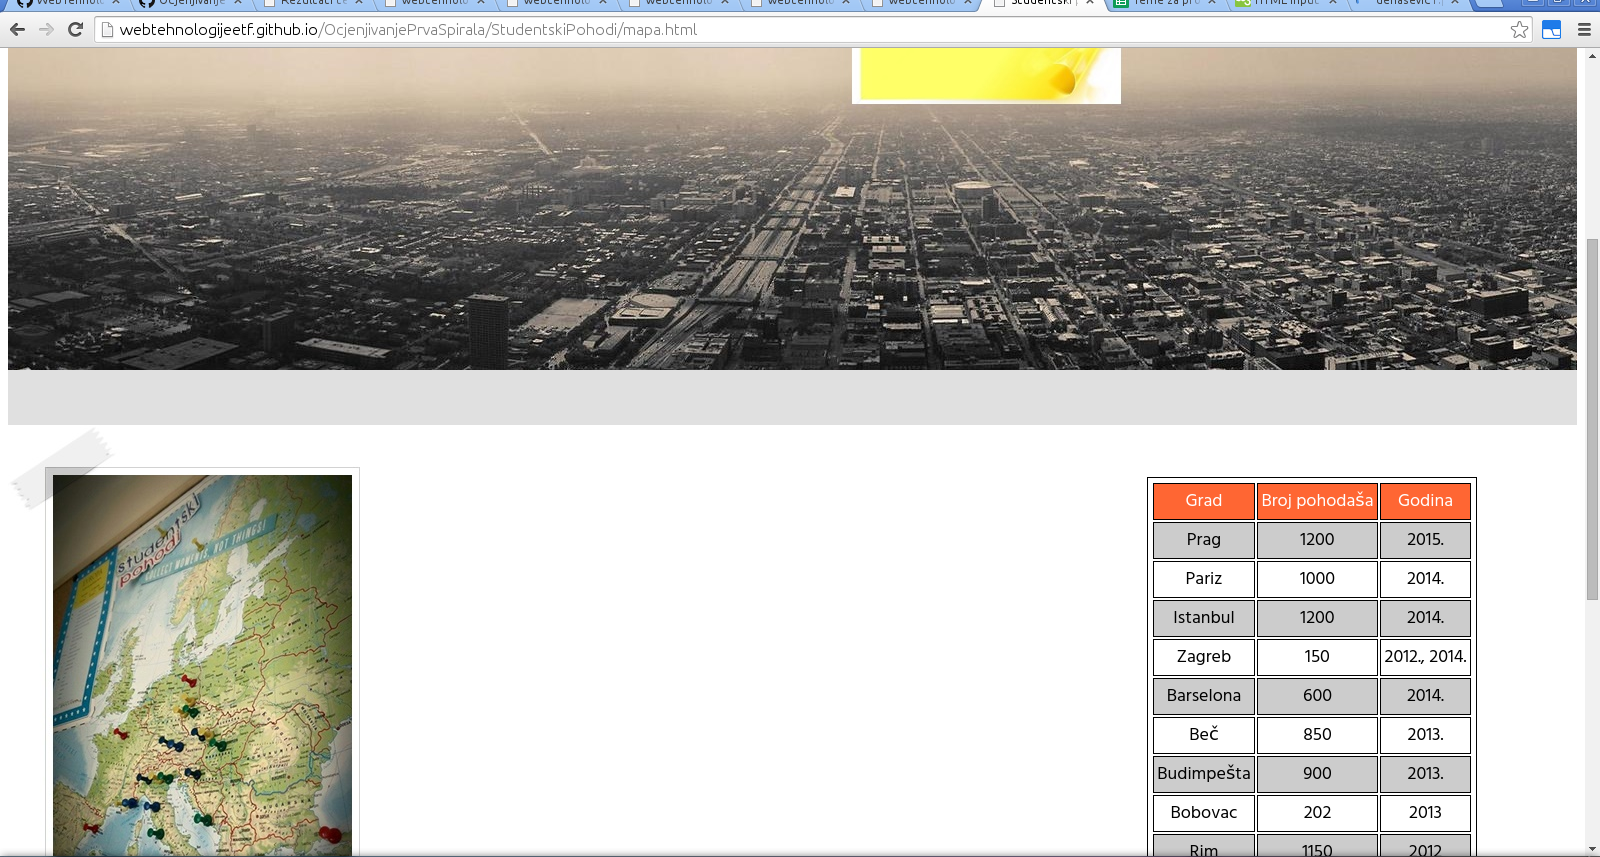 webtehnologijeetf.github.io/OcjenjivanjePrvaSpirala/StudentskiPohodi/mapa.html
studentski
pohodi
COLLECT MOMENTS, NOT THINGS!
Grad Broj pohodaša Godina
Prag 1200 2015.
Pariz 1000 2014.
Istanbul 1200 2014.
Zagreb 150 2012., 2014.
Barselona 600 2014.
Beč 850 2013.
Budimpešta 900 2013.
Bobovac 202 2013
Rim 1150 2012